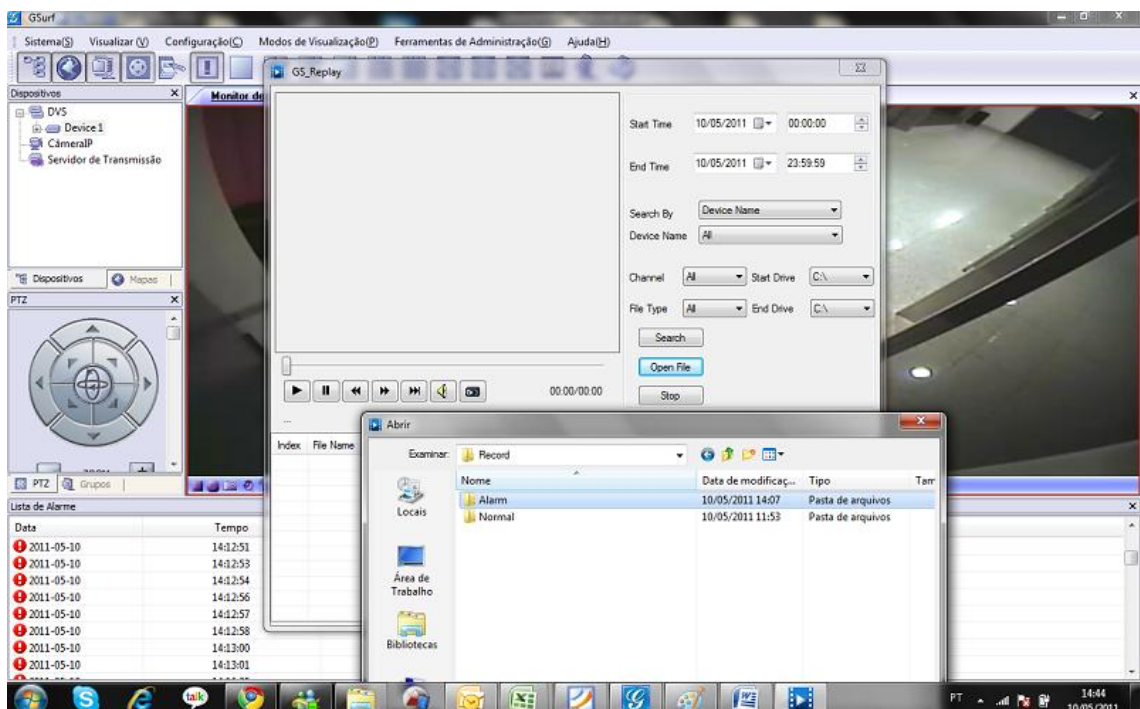 GSurf
Sistema(S) Visualizar (V) Configuração(C) Modos de Visualização(P) Ferramentas de Administração(G) Ajuda(H)
Dispositivos
DVS
Device 1
CâmeraIP
Servidor de Transmissão
Dispositivos Mapas
PTZ
PTZ Grupos
Monitor de
GS_Replay
Start Time 10/05/2011 00:00:00
End Time 10/05/2011 23:59:59
Search By Device Name
Device Name All
Channel All Start Drive C:\
File Type All End Drive C:\
Search
Open File
Stop
00:00/00:00
...
Index File Name
Abrir
Examinar: Record
Nome Data de modificaç... Tipo Tam
Alarm 10/05/2011 14:07 Pasta de arquivos
Normal 10/05/2011 11:53 Pasta de arquivos
Locais
Área de
Trabalho
Bibliotecas
Lista de Alarme
Data Tempo
2011-05-10 14:12:51
2011-05-10 14:12:53
2011-05-10 14:12:54
2011-05-10 14:12:56
2011-05-10 14:12:57
2011-05-10 14:12:58
2011-05-10 14:13:00
2011-05-10 14:13:01
talk
PT
14:44
10/05/2011